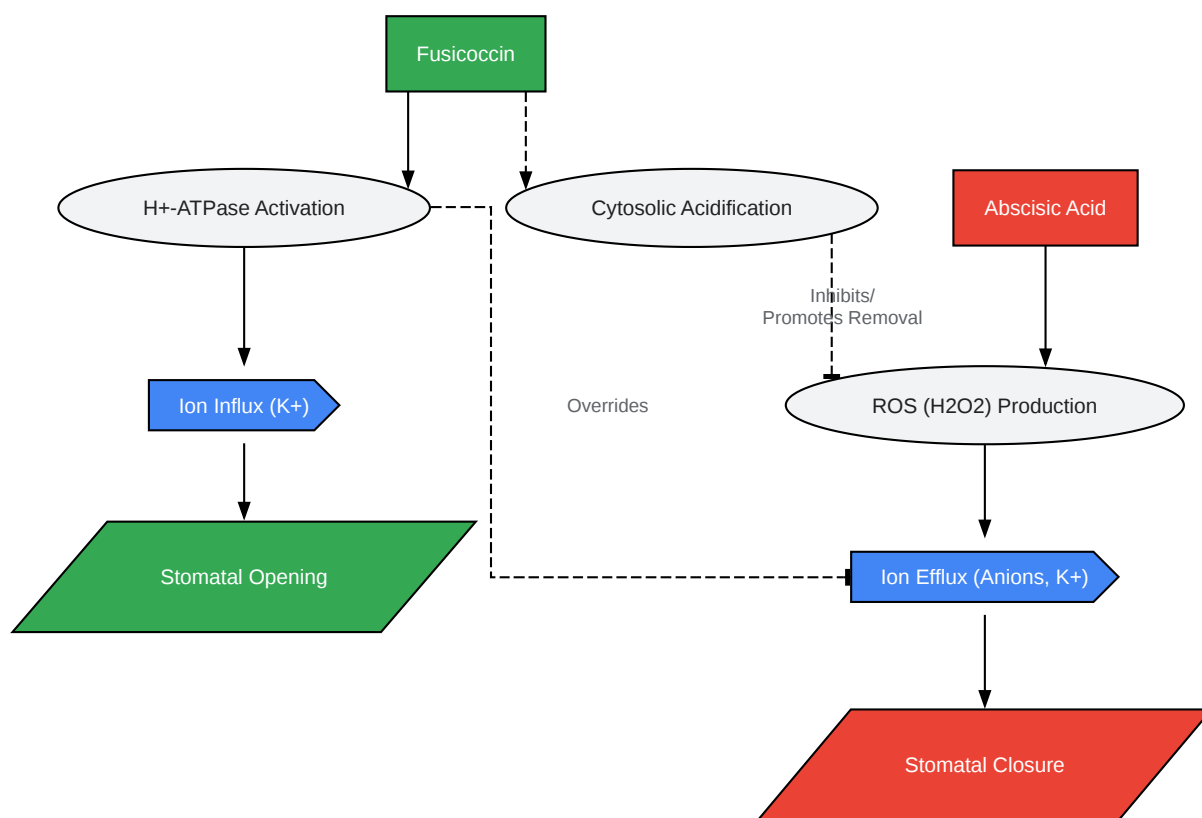 Fusicoccin
H+-ATPase Activation
Cytosolic Acidification
Abscisic Acid
Inhibits/
Promotes Removal
Ion Influx (K+)
Overrides
ROS (H2O2) Production
Stomatal Opening
Ion Efflux (Anions, K+)
Stomatal Closure